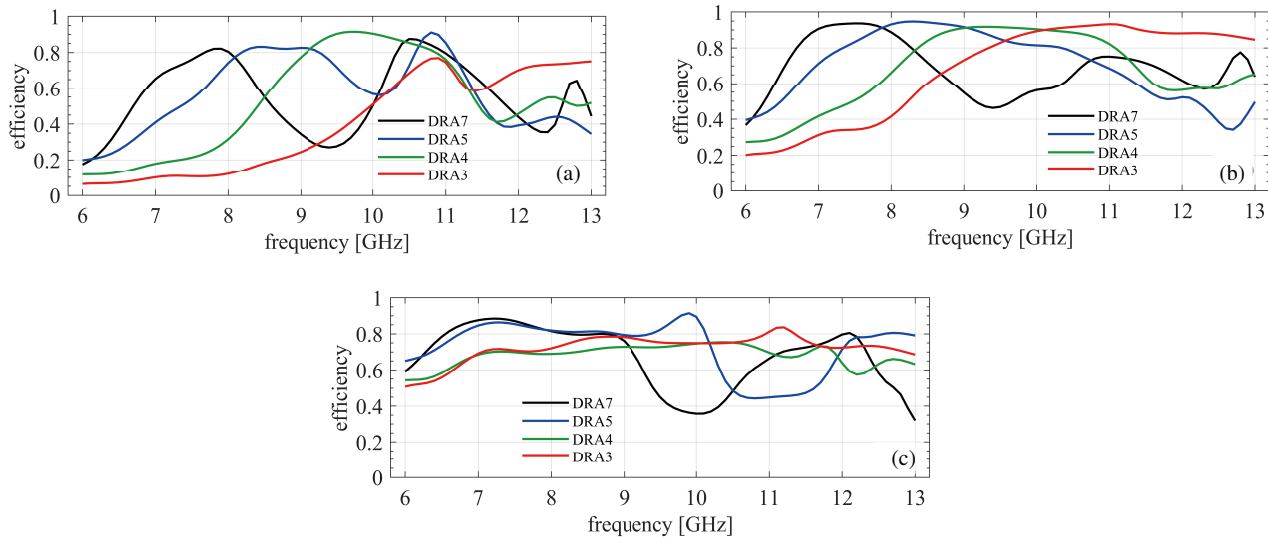 1
0.8
0.6
0.4
0.2
0
efficiency
DRA7
DRA5
DRA4
DRA3
(a)
6 7 8 9 10 11 12 13
frequency [GHz]
1
0.8
0.6
0.4
0.2
0
efficiency
DRA7
DRA5
DRA4
DRA3
(b)
6 7 8 9 10 11 12 13
frequency [GHz]
1
0.8
0.6
0.4
0.2
0
efficiency
DRA7
DRA5
DRA4
DRA3
(c)
6 7 8 9 10 11 12 13
frequency [GHz]